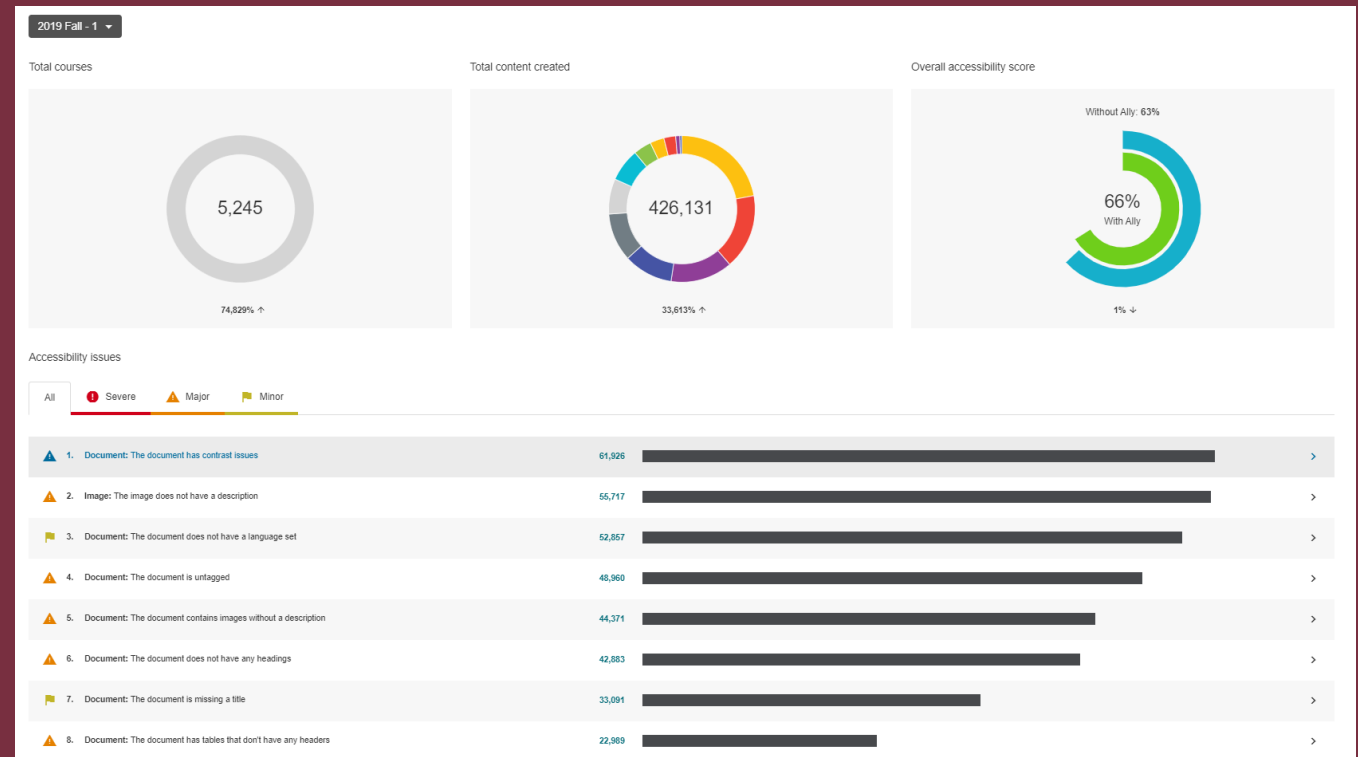 2019 Fall - 1
Total courses
Total content created
Overall accessibility score
5,245
74,829% ↑
426,131
33,613% ↑
Without Ally: 63%
66%
With Ally
1% ↓
Accessibility issues
All
Severe
Major
Minor
1. Document: The document has contrast issues 61,926
2. Image: The image does not have a description 55,717
3. Document: The document does not have a language set 52,857
4. Document: The document is untagged 48,960
5. Document: The document contains images without a description 44,371
6. Document: The document does not have any headings 42,883
7. Document: The document is missing a title 33,091
8. Document: The document has tables that don't have any headers 22,989